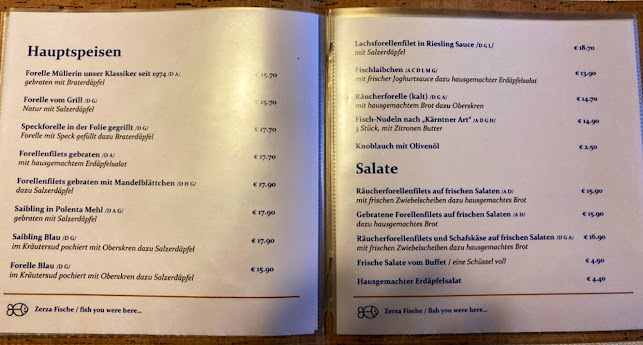 Hauptspeisen
Forelle Müllerin unser Klassiker seit 1974 /D A/ € 15.70
gebraten mit Braterdäpfel
Forelle vom Grill /D G/ € 15.70
Natur mit Salzerdäpfel
Speckforelle in der Folie gegrillt /D G/ € 17.70
Forelle mit Speck gefüllt dazu Braterdäpfel
Forellenfilets gebraten /D A/ € 17.70
mit hausgemachtem Erdäpfelsalat
Forellenfilets gebraten mit Mandelblättchen /D H G/ € 17.90
dazu Salzerdäpfel
Saibling in Polenta Mehl /D A G/ € 17.90
gebraten mit Salzerdäpfel
Saibling Blau /D G/ € 17.90
im Kräutersud pochiert mit Oberskren dazu Salzerdäpfel
Forelle Blau /D G/ € 15.90
im Kräutersud pochiert mit Oberskren dazu Salzerdäpfel
Zerza Fische / fish you were here...
Lachsforellenfilet in Riesling Sauce /D G L/ € 18.70
mit Salzerdäpfel
Fischlaibchen /A C D L M G/ € 13.90
mit frischer Joghurtsauce dazu hausgemachter Erdäpfelsalat
Räucherforelle (kalt) /D G A/ € 14.70
mit hausgemachtem Brot dazu Oberskren
Fisch-Nudeln nach „Kärntner Art" /A D G H/ € 14.90
3 Stück, mit Zitronen Butter
Knoblauch mit Olivenöl € 2.50
Salate
Räucherforellenfilets auf frischen Salaten /A D/ € 15.90
mit frischen Zwiebelscheiben dazu hausgemachtes Brot
Gebratene Forellenfilets auf frischen Salaten /A D/ € 15.90
dazu hausgemachtes Brot
Räucherforellenfilets und Schafskäse auf frischen Salaten /D G A/ € 16.90
mit frischen Zwiebelscheiben dazu hausgemachtes Brot
Frische Salate vom Buffet / eine Schüssel voll € 4.90
Hausgemachter Erdäpfelsalat € 4.40
Zerza Fische / fish you were here...